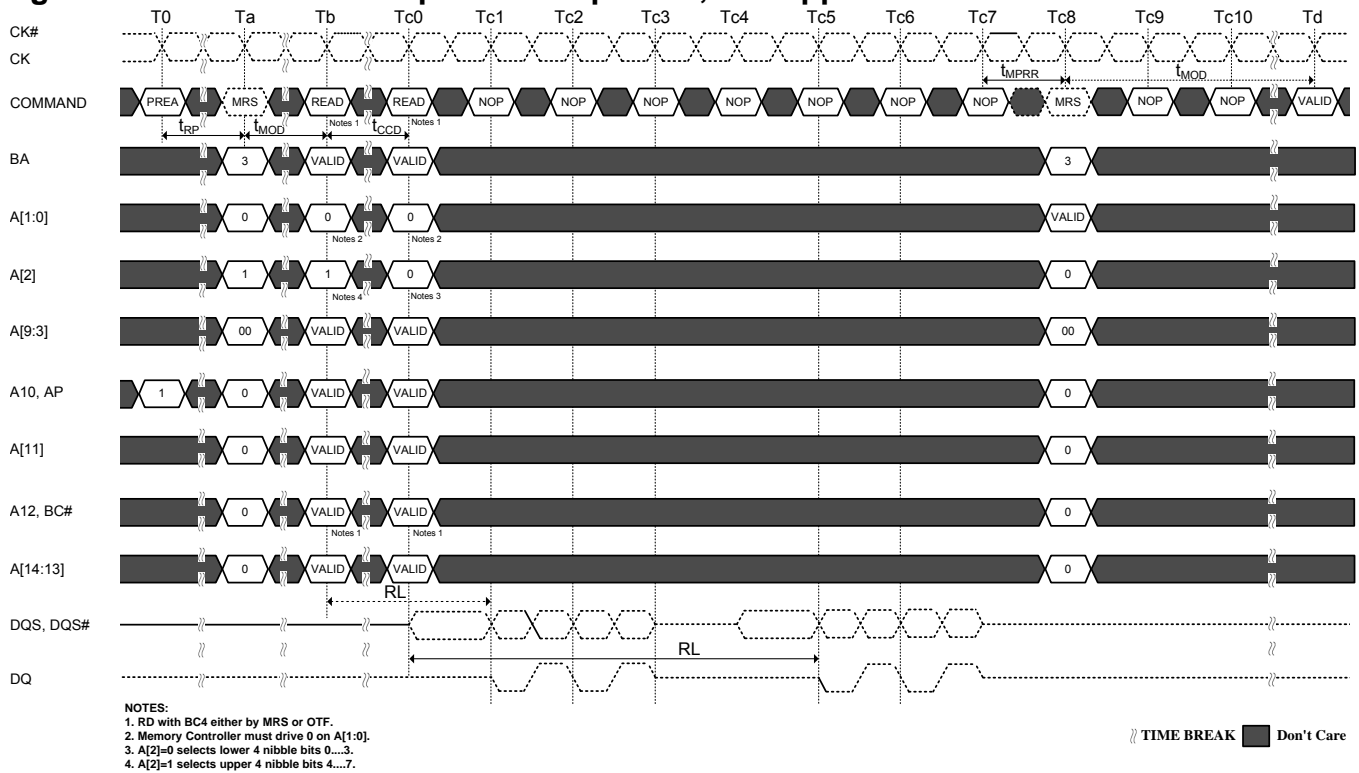 T0 Ta Tb Tc0 Tc1 Tc2 Tc3 Tc4 Tc5 Tc6 Tc7 Tc8 Tc9 Tc10 Td
CK#
CK
tMPRR tMOD
COMMAND PREA MRS READ READ NOP NOP NOP NOP NOP NOP NOP MRS NOP NOP VALID
Notes 1 Notes 1
tRP tMOD tCCD
BA 3 VALID VALID 3
A[1:0] 0 0 0 VALID
Notes 2 Notes 2
A[2] 1 1 0 0
Notes 4 Notes 3
A[9:3] 00 VALID VALID 00
A10, AP 1 0 VALID VALID 0
A[11] 0 VALID VALID 0
A12, BC# 0 VALID VALID 0
Notes 1 Notes 1
A[14:13] 0 VALID VALID 0
RL
DQS, DQS#
RL
DQ
NOTES:
1. RD with BC4 either by MRS or OTF.
2. Memory Controller must drive 0 on A[1:0].
3. A[2]=0 selects lower 4 nibble bits 0....3.
4. A[2]=1 selects upper 4 nibble bits 4....7.
TIME BREAK Don't Care